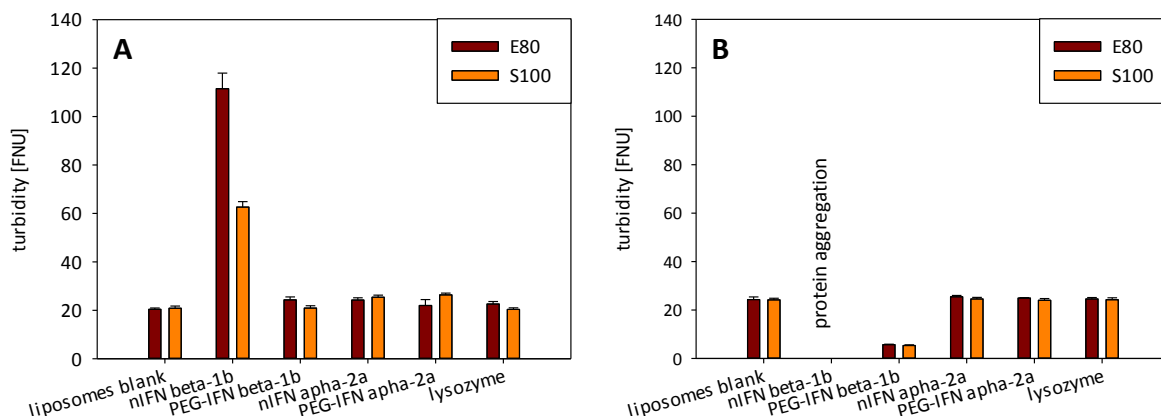 A
E80
S100
turbidity [FNU]
140
120
100
80
60
40
20
0
liposomes blank
nIFN beta-1b
PEG-IFN beta-1b
nIFN apha-2a
PEG-IFN apha-2a
lysozyme
B
E80
S100
turbidity [FNU]
140
120
100
80
60
40
20
0
protein aggregation
liposomes blank
nIFN beta-1b
PEG-IFN beta-1b
nIFN apha-2a
PEG-IFN apha-2a
lysozyme